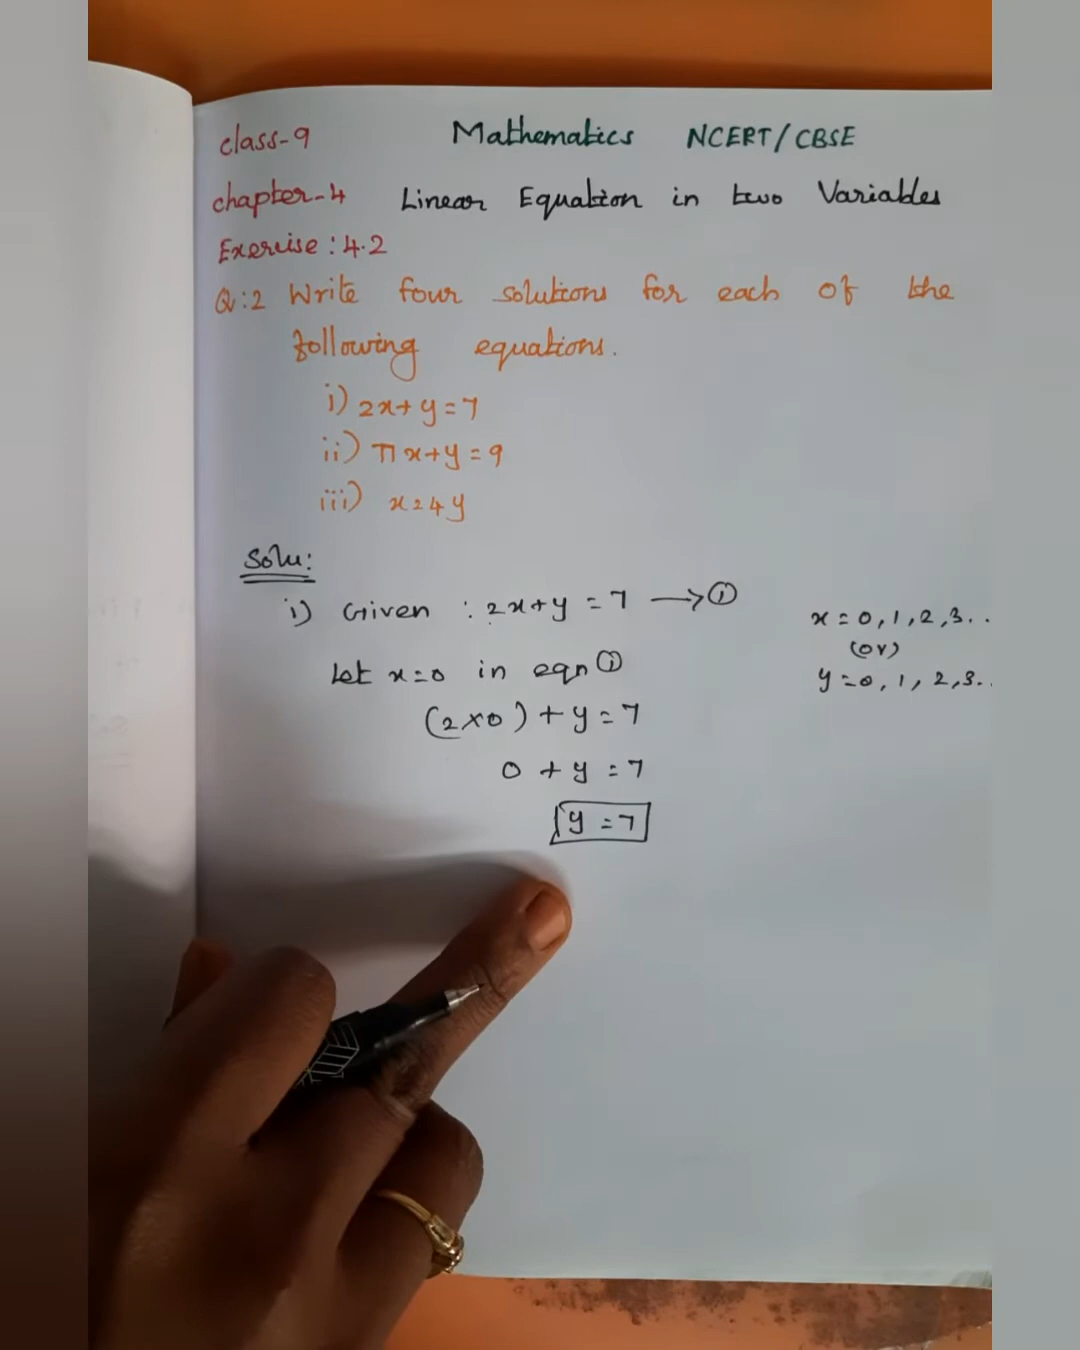 class-9 Mathematics NCERT/CBSE
chapter-4 Linear Equation in two Variables
Exercise : 4.2
Q:2 Write four solutions for each of the
following equations.
i) 2x+y=7
ii) πx+y=9
iii) x=4y
Solu:
i) Given : 2x+y=7 → ①
Let x=0 in eqn ①
(2×0)+y=7
0+y=7
y=7
x=0,1,2,3..
(or)
y=0,1,2,3..